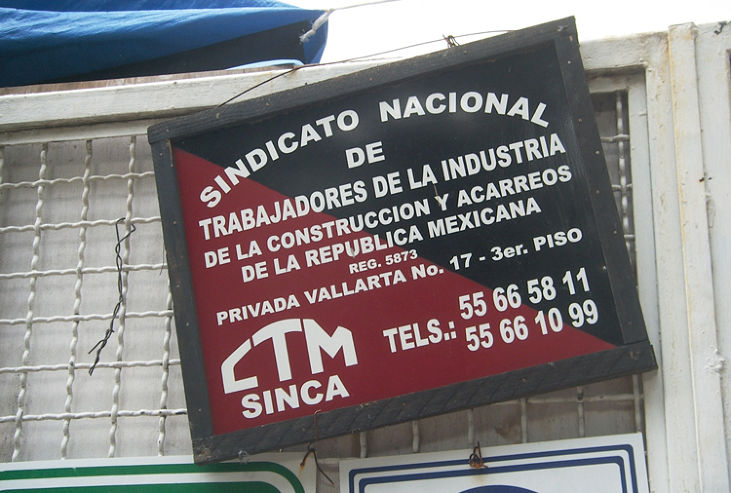 SINDICATO NACIONAL
DE
TRABAJADORES DE LA INDUSTRIA
DE LA CONSTRUCCION Y ACARREOS
DE LA REPUBLICA MEXICANA
REG. 5873
PRIVADA VALLARTA No. 17 - 3er. PISO
CTM
SINCA
TELS.: 55 66 58 11
55 66 10 99